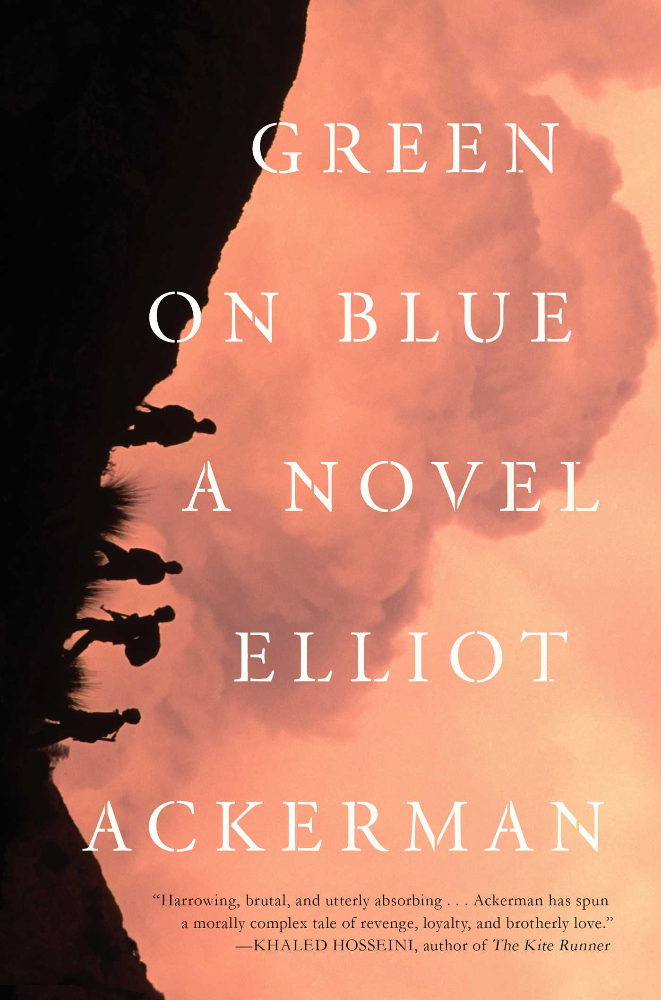 GREEN
ON BLUE
A NOVEL
ELLIOT
ACKERMAN
“Harrowing, brutal, and utterly absorbing . . . Ackerman has spun
a morally complex tale of revenge, loyalty, and brotherly love.”
—KHALED HOSSEINI, author of The Kite Runner